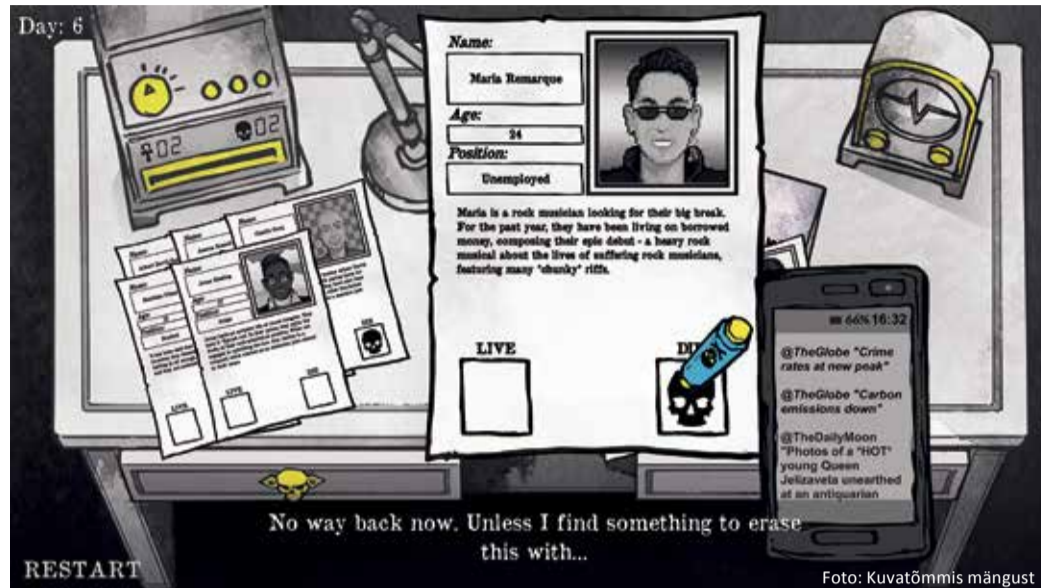 Day: 6
02
02
Name:
Maria Remarque
Age:
24
Position:
Unemployed
Maria is a rock musician looking for their big break.
For the past year, they have been living on borrowed
money, composing their epic debut - a heavy rock
musical about the lives of suffering rock musicians,
featuring many "chunky" riffs.
LIVE
LIVE
LIVE
DIE
DIE
66% 16:32
@TheGlobe "Crime
rates at new peak"
@TheGlobe "Carbon
emissions down"
@TheDailyMoon
"Photos of a "HOT"
young Queen
Jelizaveta unearthed
at an antiquarian
No way back now. Unless I find something to erase
this with...
RESTART
Foto: Kuvatõmmis mängust